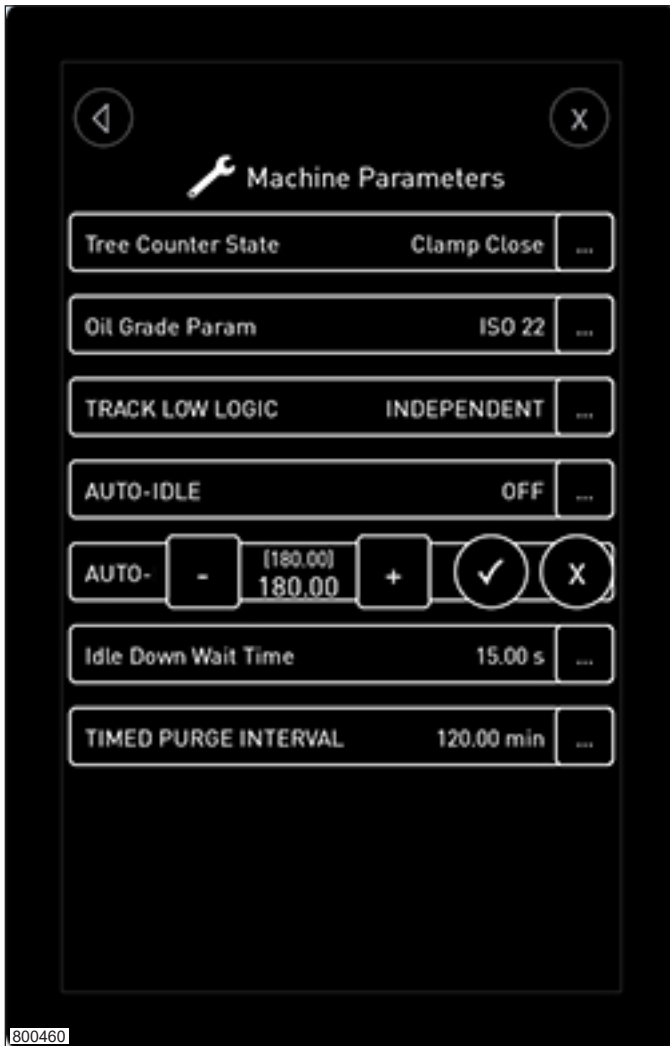 X
Machine Parameters
Tree Counter State Clamp Close ...
Oil Grade Param ISO 22 ...
TRACK LOW LOGIC INDEPENDENT ...
AUTO-IDLE OFF ...
AUTO- - [180.00] 180.00 + X
Idle Down Wait Time 15.00 s ...
TIMED PURGE INTERVAL 120.00 min ...
800460